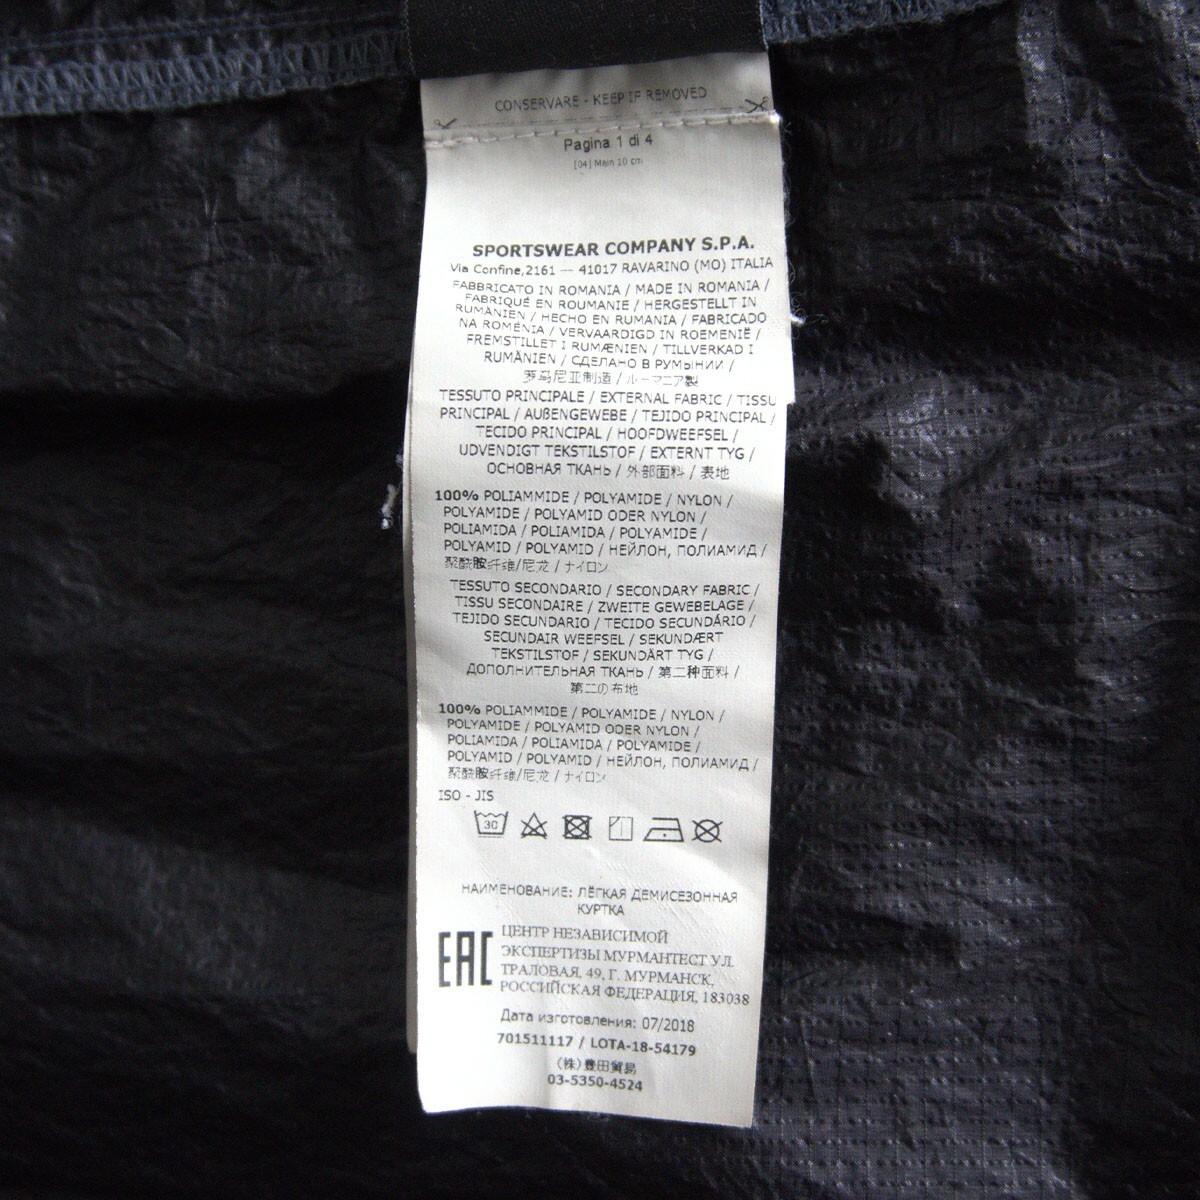 CONSERVARE - KEEP IF REMOVED
Pagina 1 di 4
[04] Main 10 cm
SPORTSWEAR COMPANY S.P.A.
Via Confine,2161 — 41017 RAVARINO (MO) ITALIA
FABBRICATO IN ROMANIA / MADE IN ROMANIA /
FABRIQUÉ EN ROUMANIE / HERGESTELLT IN
RUMÄNIEN / HECHO EN RUMANIA / FABRICADO
NA ROMÉNIA / VERVAARDIGD IN ROEMENIË /
FREMSTILLET I RUMÆNIEN / TILLVERKAD I
RUMÄNIEN / СДЕЛАНО В РУМЫНИИ /
罗马尼亚制造 / ルーマニア製
TESSUTO PRINCIPALE / EXTERNAL FABRIC / TISSU
PRINCIPAL / AUßENGEWEBE / TEJIDO PRINCIPAL /
TECIDO PRINCIPAL / HOOFDWEEFSEL /
UDVENDIGT TEKSTILSTOF / EXTERNT TYG /
ОСНОВНАЯ ТКАНЬ / 外部面料 / 表地
100% POLIAMMIDE / POLYAMIDE / NYLON /
POLYAMIDE / POLYAMID ODER NYLON /
POLIAMIDA / POLIAMIDA / POLYAMIDE /
POLYAMID / POLYAMID / НЕЙЛОН, ПОЛИАМИД /
聚酰胺纤维/尼龙 / ナイロン
TESSUTO SECONDARIO / SECONDARY FABRIC /
TISSU SECONDAIRE / ZWEITE GEWEBELAGE /
TEJIDO SECUNDARIO / TECIDO SECUNDÁRIO /
SECUNDAIR WEEFSEL / SEKUNDÆRT
TEKSTILSTOF / SEKUNDÄRT TYG /
ДОПОЛНИТЕЛЬНАЯ ТКАНЬ / 第二种面料 /
第二の布地
100% POLIAMMIDE / POLYAMIDE / NYLON /
POLYAMIDE / POLYAMID ODER NYLON /
POLIAMIDA / POLIAMIDA / POLYAMIDE /
POLYAMID / POLYAMID / НЕЙЛОН, ПОЛИАМИД /
聚酰胺纤维/尼龙 / ナイロン
ISO - JIS
30
НАИМЕНОВАНИЕ: ЛЁГКАЯ ДЕМИСЕЗОННАЯ
КУРТКА
EAC
ЦЕНТР НЕЗАВИСИМОЙ
ЭКСПЕРТИЗЫ МУРМАНТЕСТ УЛ.
ТРАЛОВАЯ, 49, Г. МУРМАНСК,
РОССИЙСКАЯ ФЕДЕРАЦИЯ, 183038
Дата изготовления: 07/2018
701511117 / LOTA-18-54179
(株)豊田貿易
03-5350-4524